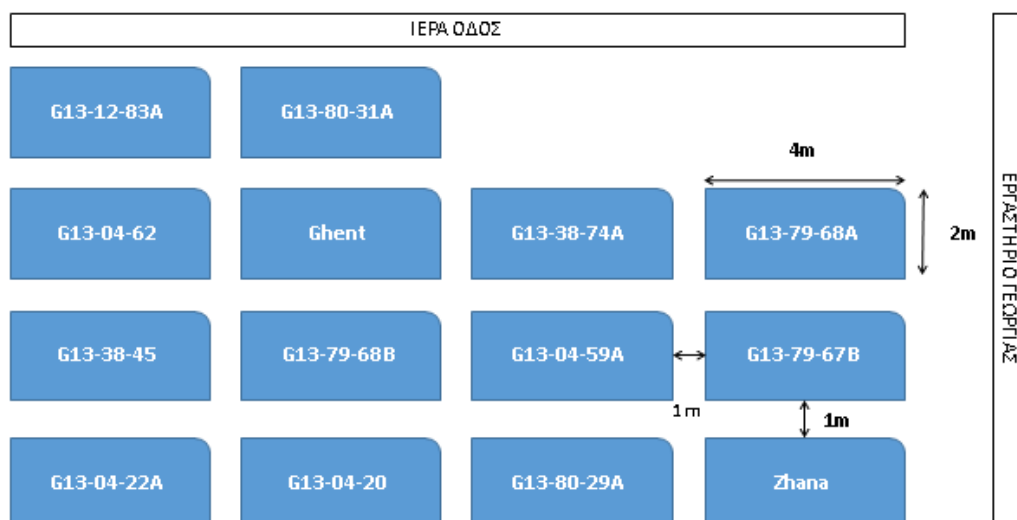 ΙΕΡΑ ΟΔΟΣ
G13-12-83A
G13-80-31A
4m
G13-04-62
Ghent
G13-38-74A
G13-79-68A
2m
ΕΡΓΑΣΤΗΡΙΟ ΓΕΩΡΓΙΑΣ
G13-38-45
G13-79-68B
G13-04-59A
G13-79-67B
1 m
1m
G13-04-22A
G13-04-20
G13-80-29A
Zhana